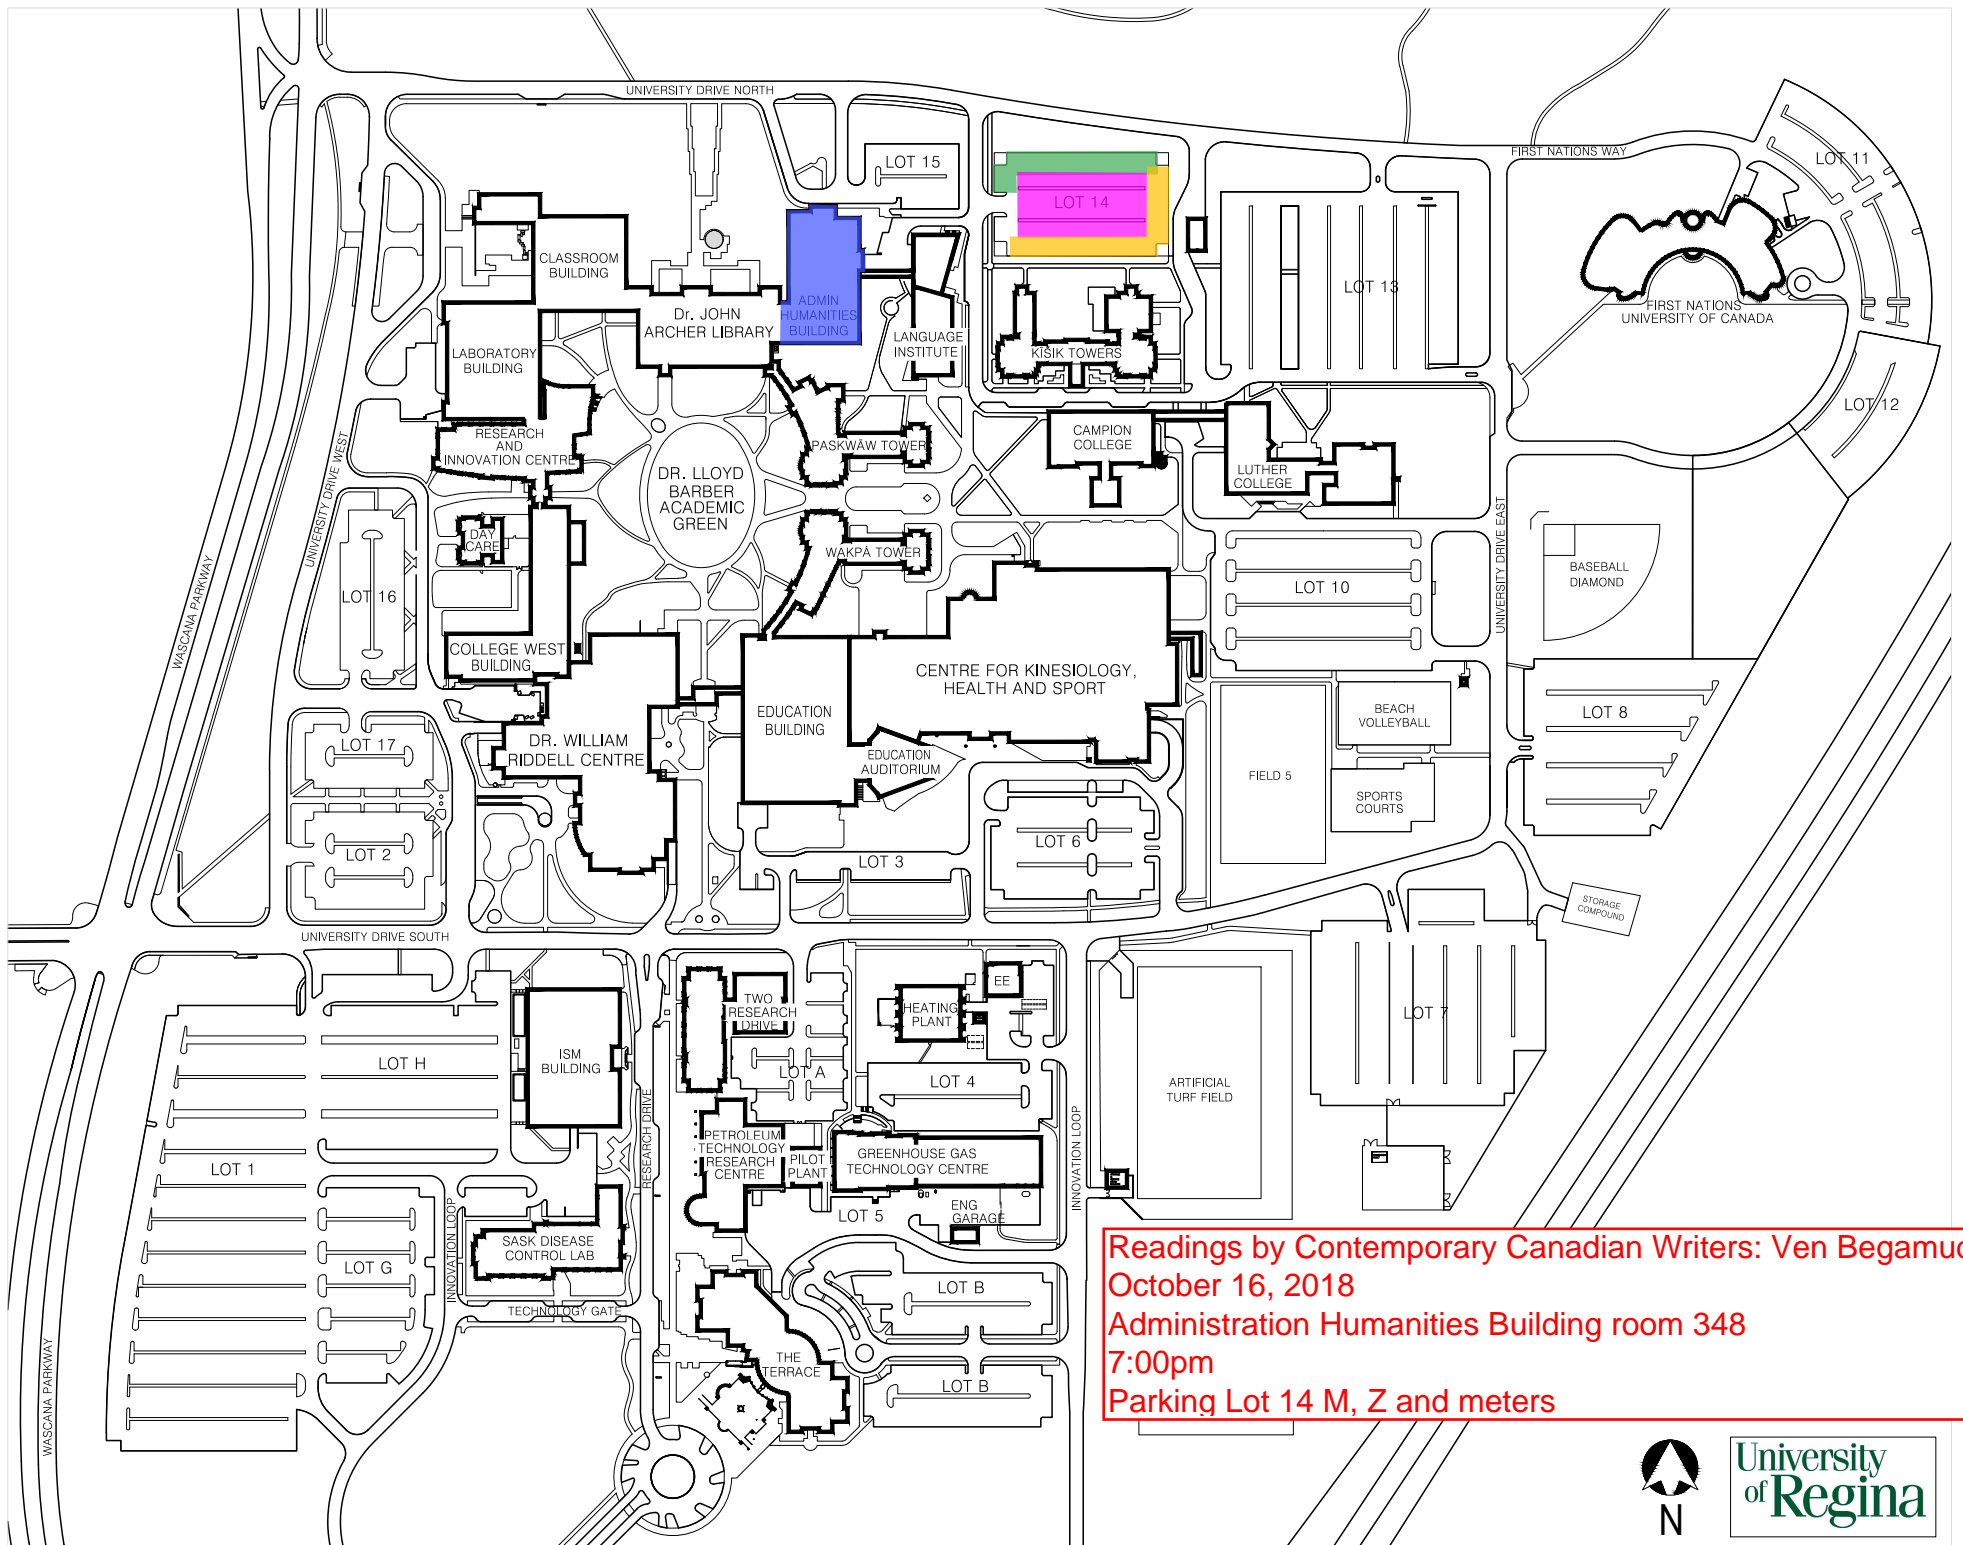 UNIVERSITY DRIVE NORTH
FIRST NATIONS WAY
LOT 11
LOT 15
LOT 14
CLASSROOM
BUILDING
ADMIN
HUMANITIES
BUILDING
Dr. JOHN
ARCHER LIBRARY
LANGUAGE
INSTITUTE
KĪSIK TOWERS
LOT 13
FIRST NATIONS
UNIVERSITY OF CANADA
LABORATORY
BUILDING
LOT 12
RESEARCH
AND
INNOVATION CENTRE
PASKWĀW TOWER
CAMPION
COLLEGE
LUTHER
COLLEGE
DR. LLOYD
BARBER
ACADEMIC
GREEN
UNIVERSITY DRIVE WEST
UNIVERSITY DRIVE EAST
DAY
CARE
WAKPĀ TOWER
BASEBALL
DIAMOND
LOT 16
LOT 10
WASCANA PARKWAY
COLLEGE WEST
BUILDING
CENTRE FOR KINESIOLOGY,
HEALTH AND SPORT
EDUCATION
BUILDING
BEACH
VOLLEYBALL
LOT 8
LOT 17
DR. WILLIAM
RIDDELL CENTRE
EDUCATION
AUDITORIUM
FIELD 5
SPORTS
COURTS
LOT 2
LOT 3
LOT 6
STORAGE
COMPOUND
UNIVERSITY DRIVE SOUTH
TWO
RESEARCH
DRIVE
HEATING
PLANT
EE
LOT 7
LOT H
ISM
BUILDING
LOT A
LOT 4
ARTIFICIAL
TURF FIELD
RESEARCH DRIVE
INNOVATION LOOP
PETROLEUM
TECHNOLOGY
RESEARCH
CENTRE
PILOT
PLANT
GREENHOUSE GAS
TECHNOLOGY CENTRE
LOT 1
LOT 5
ENG
GARAGE
INNOVATION LOOP
SASK DISEASE
CONTROL LAB
LOT G
TECHNOLOGY GATE
LOT B
THE
TERRACE
LOT B
WASCANA PARKWAY
Readings by Contemporary Canadian Writers: Ven
October 16, 2018
Administration Humanities Building room 348
7:00pm
Parking Lot 14 M, Z and meters
N
University
of Regina